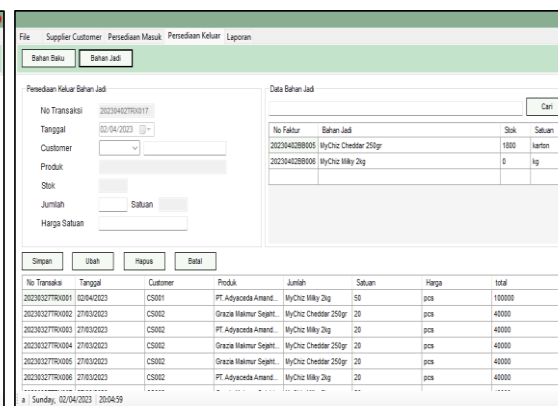 File Supplier Customer Persediaan Masuk Persediaan Keluar Laporan
Bahan Baku Bahan Jadi
Persediaan Keluar Bahan Jadi
No Transaksi 20230402TRX017
Tanggal 02/04/2023
Customer
Produk
Stok
Jumlah Satuan
Harga Satuan
Data Bahan Jadi
Cari
No Faktur Bahan Jadi Stok Satuan
20230402BB005 MyChiz Cheddar 250gr 1800 karton
20230402BB006 MyChiz Milky 2kg 0 kg
Simpan Ubah Hapus Batal
No Transaksi Tanggal Customer Produk Jumlah Satuan Harga total
20230327TRX001 02/04/2023 CS001 PT. Adyaceda Amand... MyChiz Milky 2kg 50 pcs 100000
20230327TRX002 27/03/2023 CS002 Grazia Makmur Sejaht... MyChiz Cheddar 250gr 20 pcs 40000
20230327TRX003 27/03/2023 CS002 PT. Adyaceda Amand... MyChiz Milky 2kg 20 pcs 40000
20230327TRX004 27/03/2023 CS002 Grazia Makmur Sejaht... MyChiz Cheddar 250gr 20 pcs 40000
20230327TRX005 27/03/2023 CS002 Grazia Makmur Sejaht... MyChiz Cheddar 250gr 20 pcs 40000
20230327TRX006 27/03/2023 CS002 PT. Adyaceda Amand... MyChiz Milky 2kg 20 pcs 40000
a Sunday, 02/04/2023 20:04:59